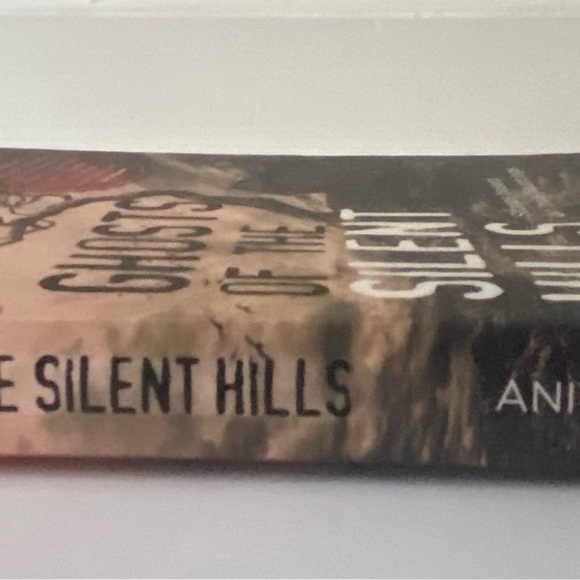 GHOSTS
OF THE
SILENT
HILLS
E SILENT HILLS
ANI